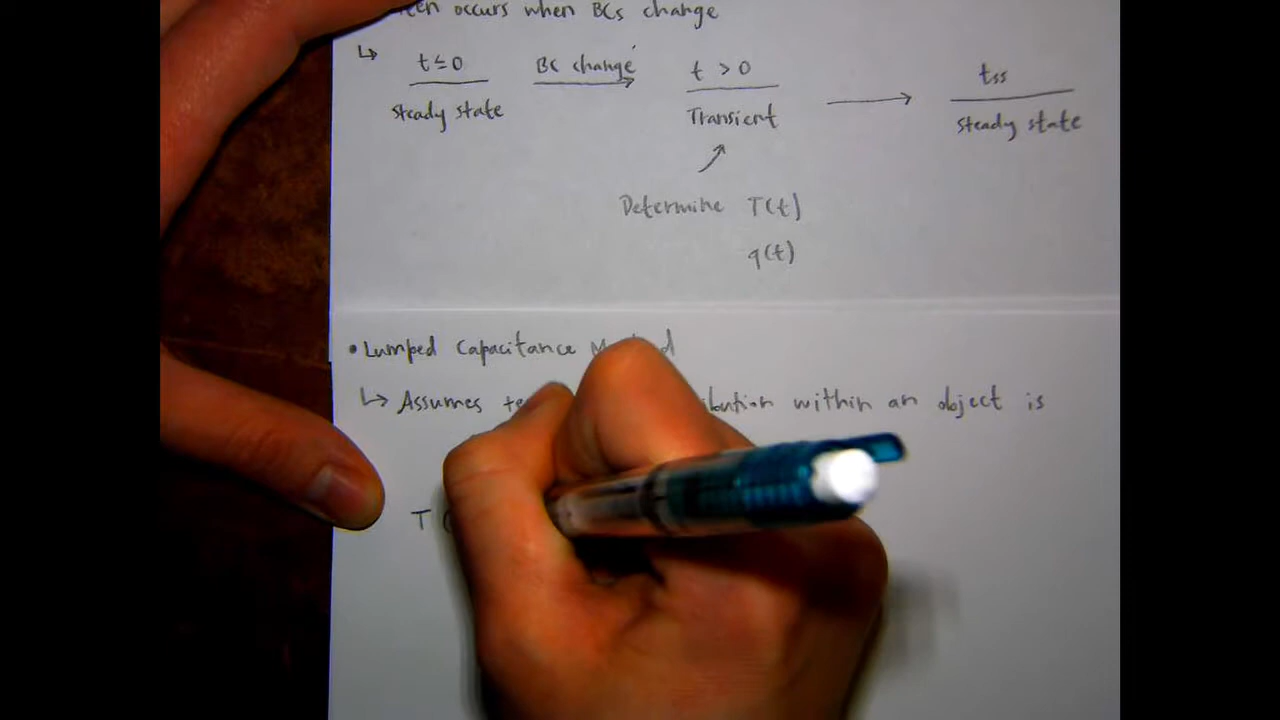 occurs when BCs change
↳ t≤0 BC change t > 0 → tss
Steady state Transient Steady state
Determine T(t)
q(t)
• Lumped Capacitance
↳ Assumes within an object is
T (